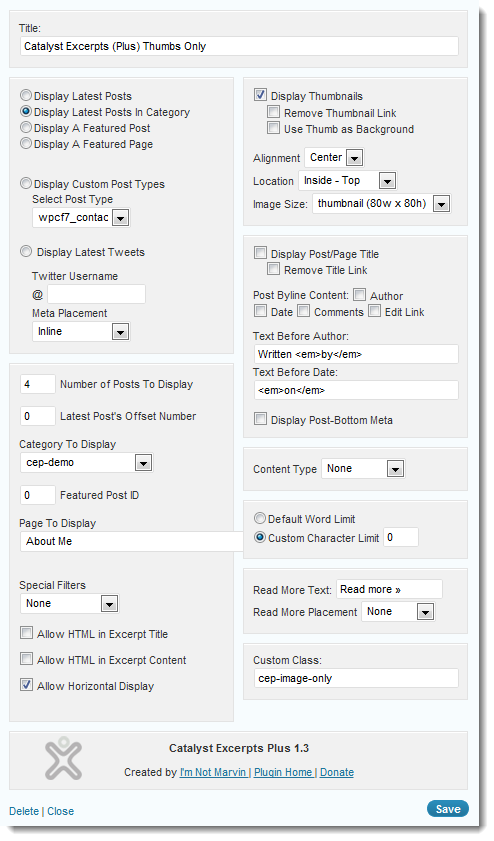 Title:
Catalyst Excerpts (Plus) Thumbs Only
Display Latest Posts
Display Latest Posts In Category
Display A Featured Post
Display A Featured Page
Display Custom Post Types
Select Post Type
wpcf7_contac
Display Latest Tweets
Twitter Username
@
Meta Placement
Inline
4 Number of Posts To Display
0 Latest Post's Offset Number
Category To Display
cep-demo
0 Featured Post ID
Page To Display
About Me
Special Filters
None
Allow HTML in Excerpt Title
Allow HTML in Excerpt Content
Allow Horizontal Display
Display Thumbnails
Remove Thumbnail Link
Use Thumb as Background
Alignment Center
Location Inside - Top
Image Size: thumbnail (80w x 80h)
Display Post/Page Title
Remove Title Link
Post Byline Content: Author
Date Comments Edit Link
Text Before Author:
Written <em>by</em>
Text Before Date:
<em>on</em>
Display Post-Bottom Meta
Content Type None
Default Word Limit
Custom Character Limit 0
Read More Text: Read more »
Read More Placement None
Custom Class:
cep-image-only
Catalyst Excerpts Plus 1.3
Created by I'm Not Marvin | Plugin Home | Donate
Delete | Close
Save